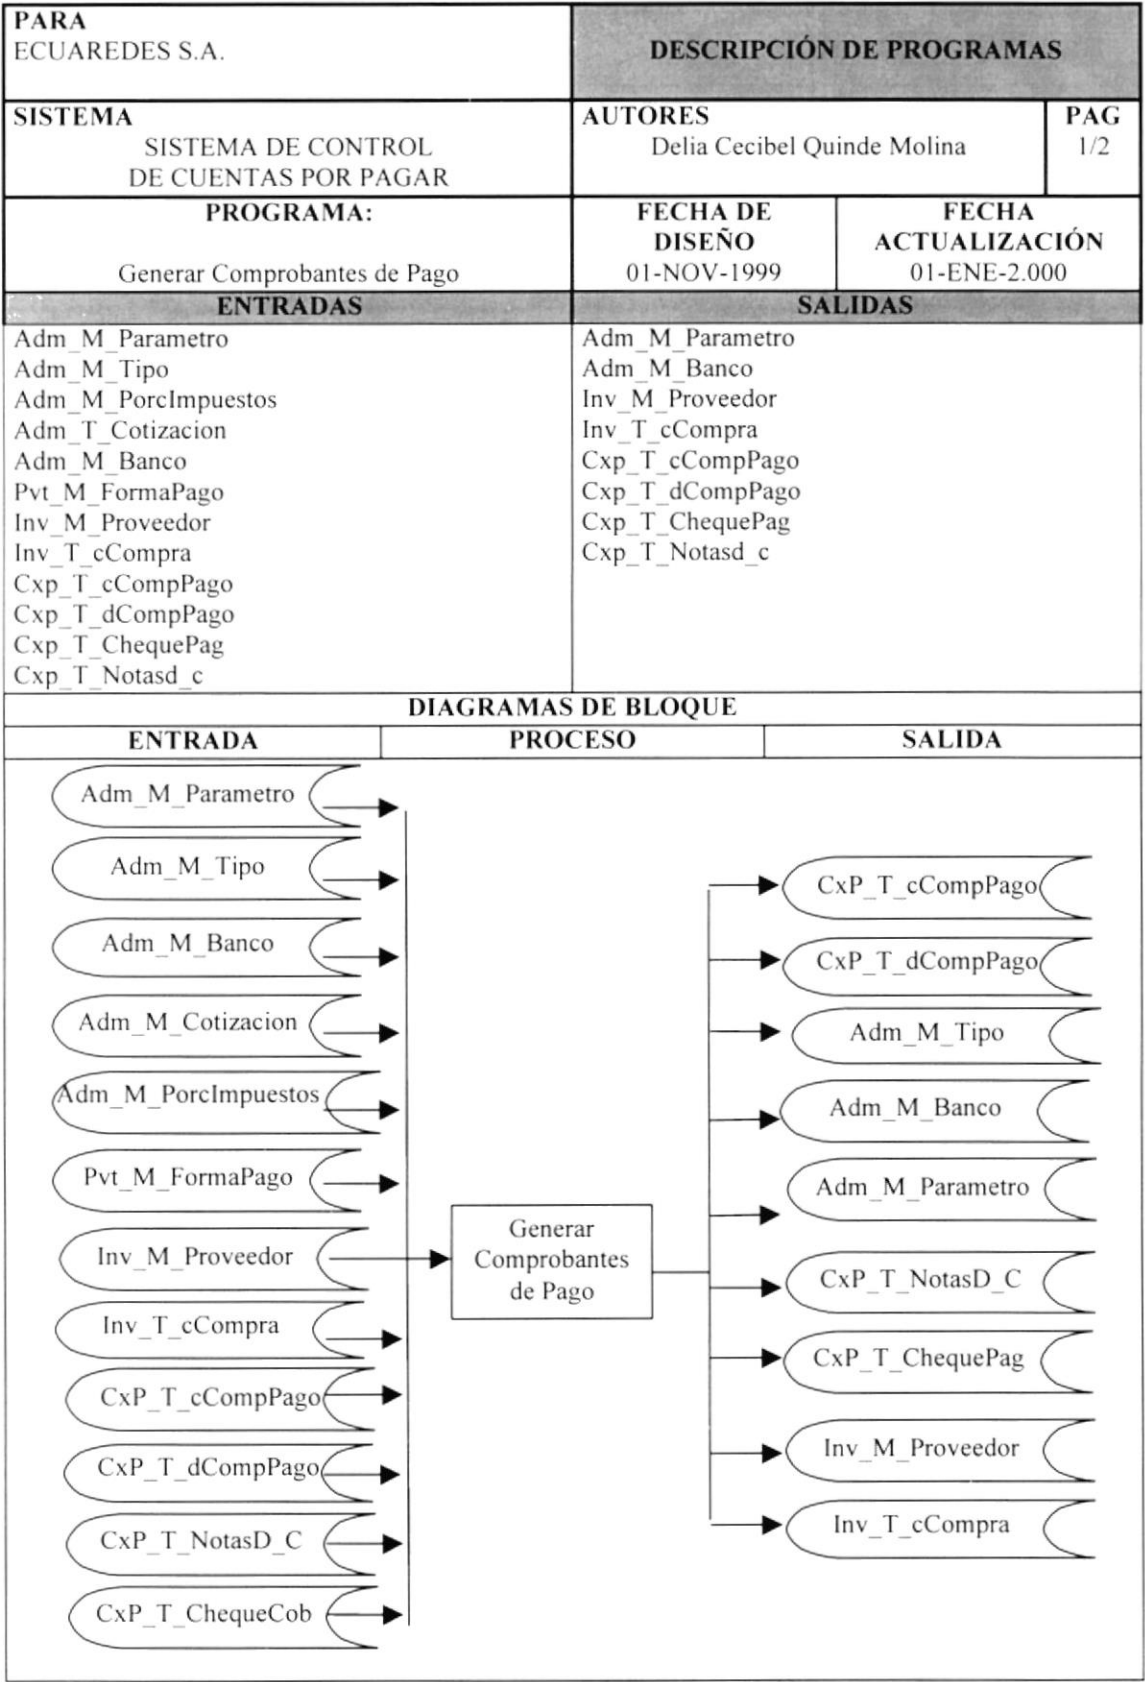 PARA
ECUAREDES S.A.
DESCRIPCIÓN DE PROGRAMAS
SISTEMA
SISTEMA DE CONTROL
DE CUENTAS POR PAGAR
AUTORES
Delia Cecibel Quinde Molina
PAG
1/2
PROGRAMA:
Generar Comprobantes de Pago
FECHA DE
DISEÑO
01-NOV-1999
FECHA
ACTUALIZACIÓN
01-ENE-2.000
ENTRADAS
Adm_M_Parametro
Adm_M_Tipo
Adm_M_PorcImpuestos
Adm_T_Cotizacion
Adm_M_Banco
Pvt_M_FormaPago
Inv_M_Proveedor
Inv_T_cCompra
Cxp_T_cCompPago
Cxp_T_dCompPago
Cxp_T_ChequePag
Cxp_T_Notasd_c
SALIDAS
Adm_M_Parametro
Adm_M_Banco
Inv_M_Proveedor
Inv_T_cCompra
Cxp_T_cCompPago
Cxp_T_dCompPago
Cxp_T_ChequePag
Cxp_T_Notasd_c
DIAGRAMAS DE BLOQUE
ENTRADA
PROCESO
SALIDA
Adm_M_Parametro
Adm_M_Tipo
Adm_M_Banco
Adm_M_Cotizacion
Adm_M_PorcImpuestos
Pvt_M_FormaPago
Inv_M_Proveedor
Inv_T_cCompra
CxP_T_cCompPago
CxP_T_dCompPago
CxP_T_NotasD_C
CxP_T_ChequeCob
Generar
Comprobantes
de Pago
CxP_T_cCompPago
CxP_T_dCompPago
Adm_M_Tipo
Adm_M_Banco
Adm_M_Parametro
CxP_T_NotasD_C
CxP_T_ChequePag
Inv_M_Proveedor
Inv_T_cCompra